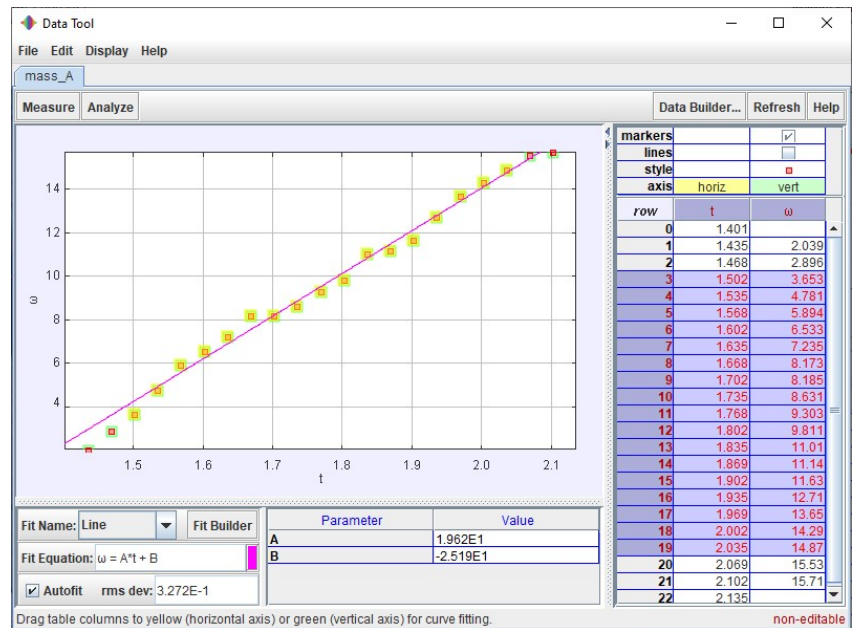 Data Tool
File Edit Display Help
mass_A
Measure Analyze Data Builder... Refresh Help
14
12
10
8
6
4
ω
1.5 1.6 1.7 1.8 1.9 2.0 2.1
t
markers
lines
style
axis horiz vert
row t ω
0 1.401
1 1.435 2.039
2 1.468 2.896
3 1.502 3.653
4 1.535 4.781
5 1.568 5.894
6 1.602 6.533
7 1.635 7.235
8 1.668 8.173
9 1.702 8.185
10 1.735 8.631
11 1.768 9.303
12 1.802 9.811
13 1.835 11.01
14 1.869 11.14
15 1.902 11.63
16 1.935 12.71
17 1.969 13.65
18 2.002 14.29
19 2.035 14.87
20 2.069 15.53
21 2.102 15.71
22 2.135
Fit Name: Line Fit Builder
Fit Equation: ω = A*t + B
Autofit rms dev: 3.272E-1
Parameter Value
A 1.962E1
B -2.519E1
Drag table columns to yellow (horizontal axis) or green (vertical axis) for curve fitting. non-editable